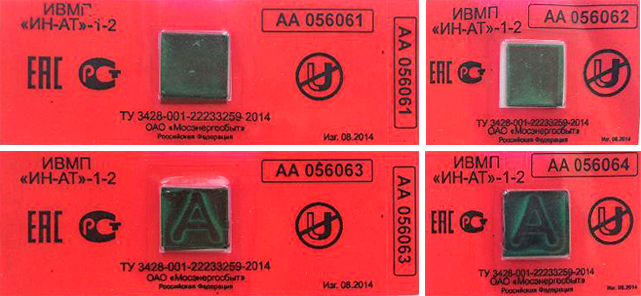 ИВМП
«ИН-АТ»-1-2
АА 056061
АА 056061
ЕАС
РСТ
ТУ 3428-001-22233259-2014
ОАО «Мосэнергосбыт»
Российская Федерация
Изг. 08.2014
ИВМП
«ИН-АТ»-1-2
АА 056062
ЕАС
РСТ
ТУ 3428-001-22233259-2014
ОАО «Мосэнергосбыт»
Российская Федерация
Изг. 08.2014
ИВМП
«ИН-АТ»-1-2
АА 056063
АА 056063
ЕАС
РСТ
А
ТУ 3428-001-22233259-2014
ОАО «Мосэнергосбыт»
Российская Федерация
Изг. 08.2014
ИВМП
«ИН-АТ»-1-2
АА 056064
ЕАС
РСТ
А
ТУ 3428-001-22233259-2014
ОАО «Мосэнергосбыт»
Российская Федерация
Изг. 08.2014